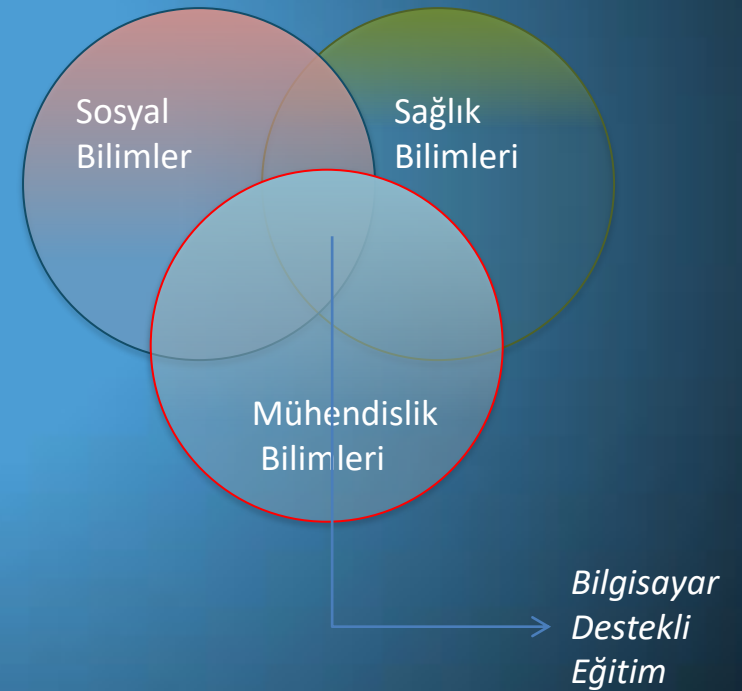 Sosyal
Bilimler
Sağlık
Bilimleri
Mühendislik
Bilimleri
Bilgisayar
Destekli
Eğitim